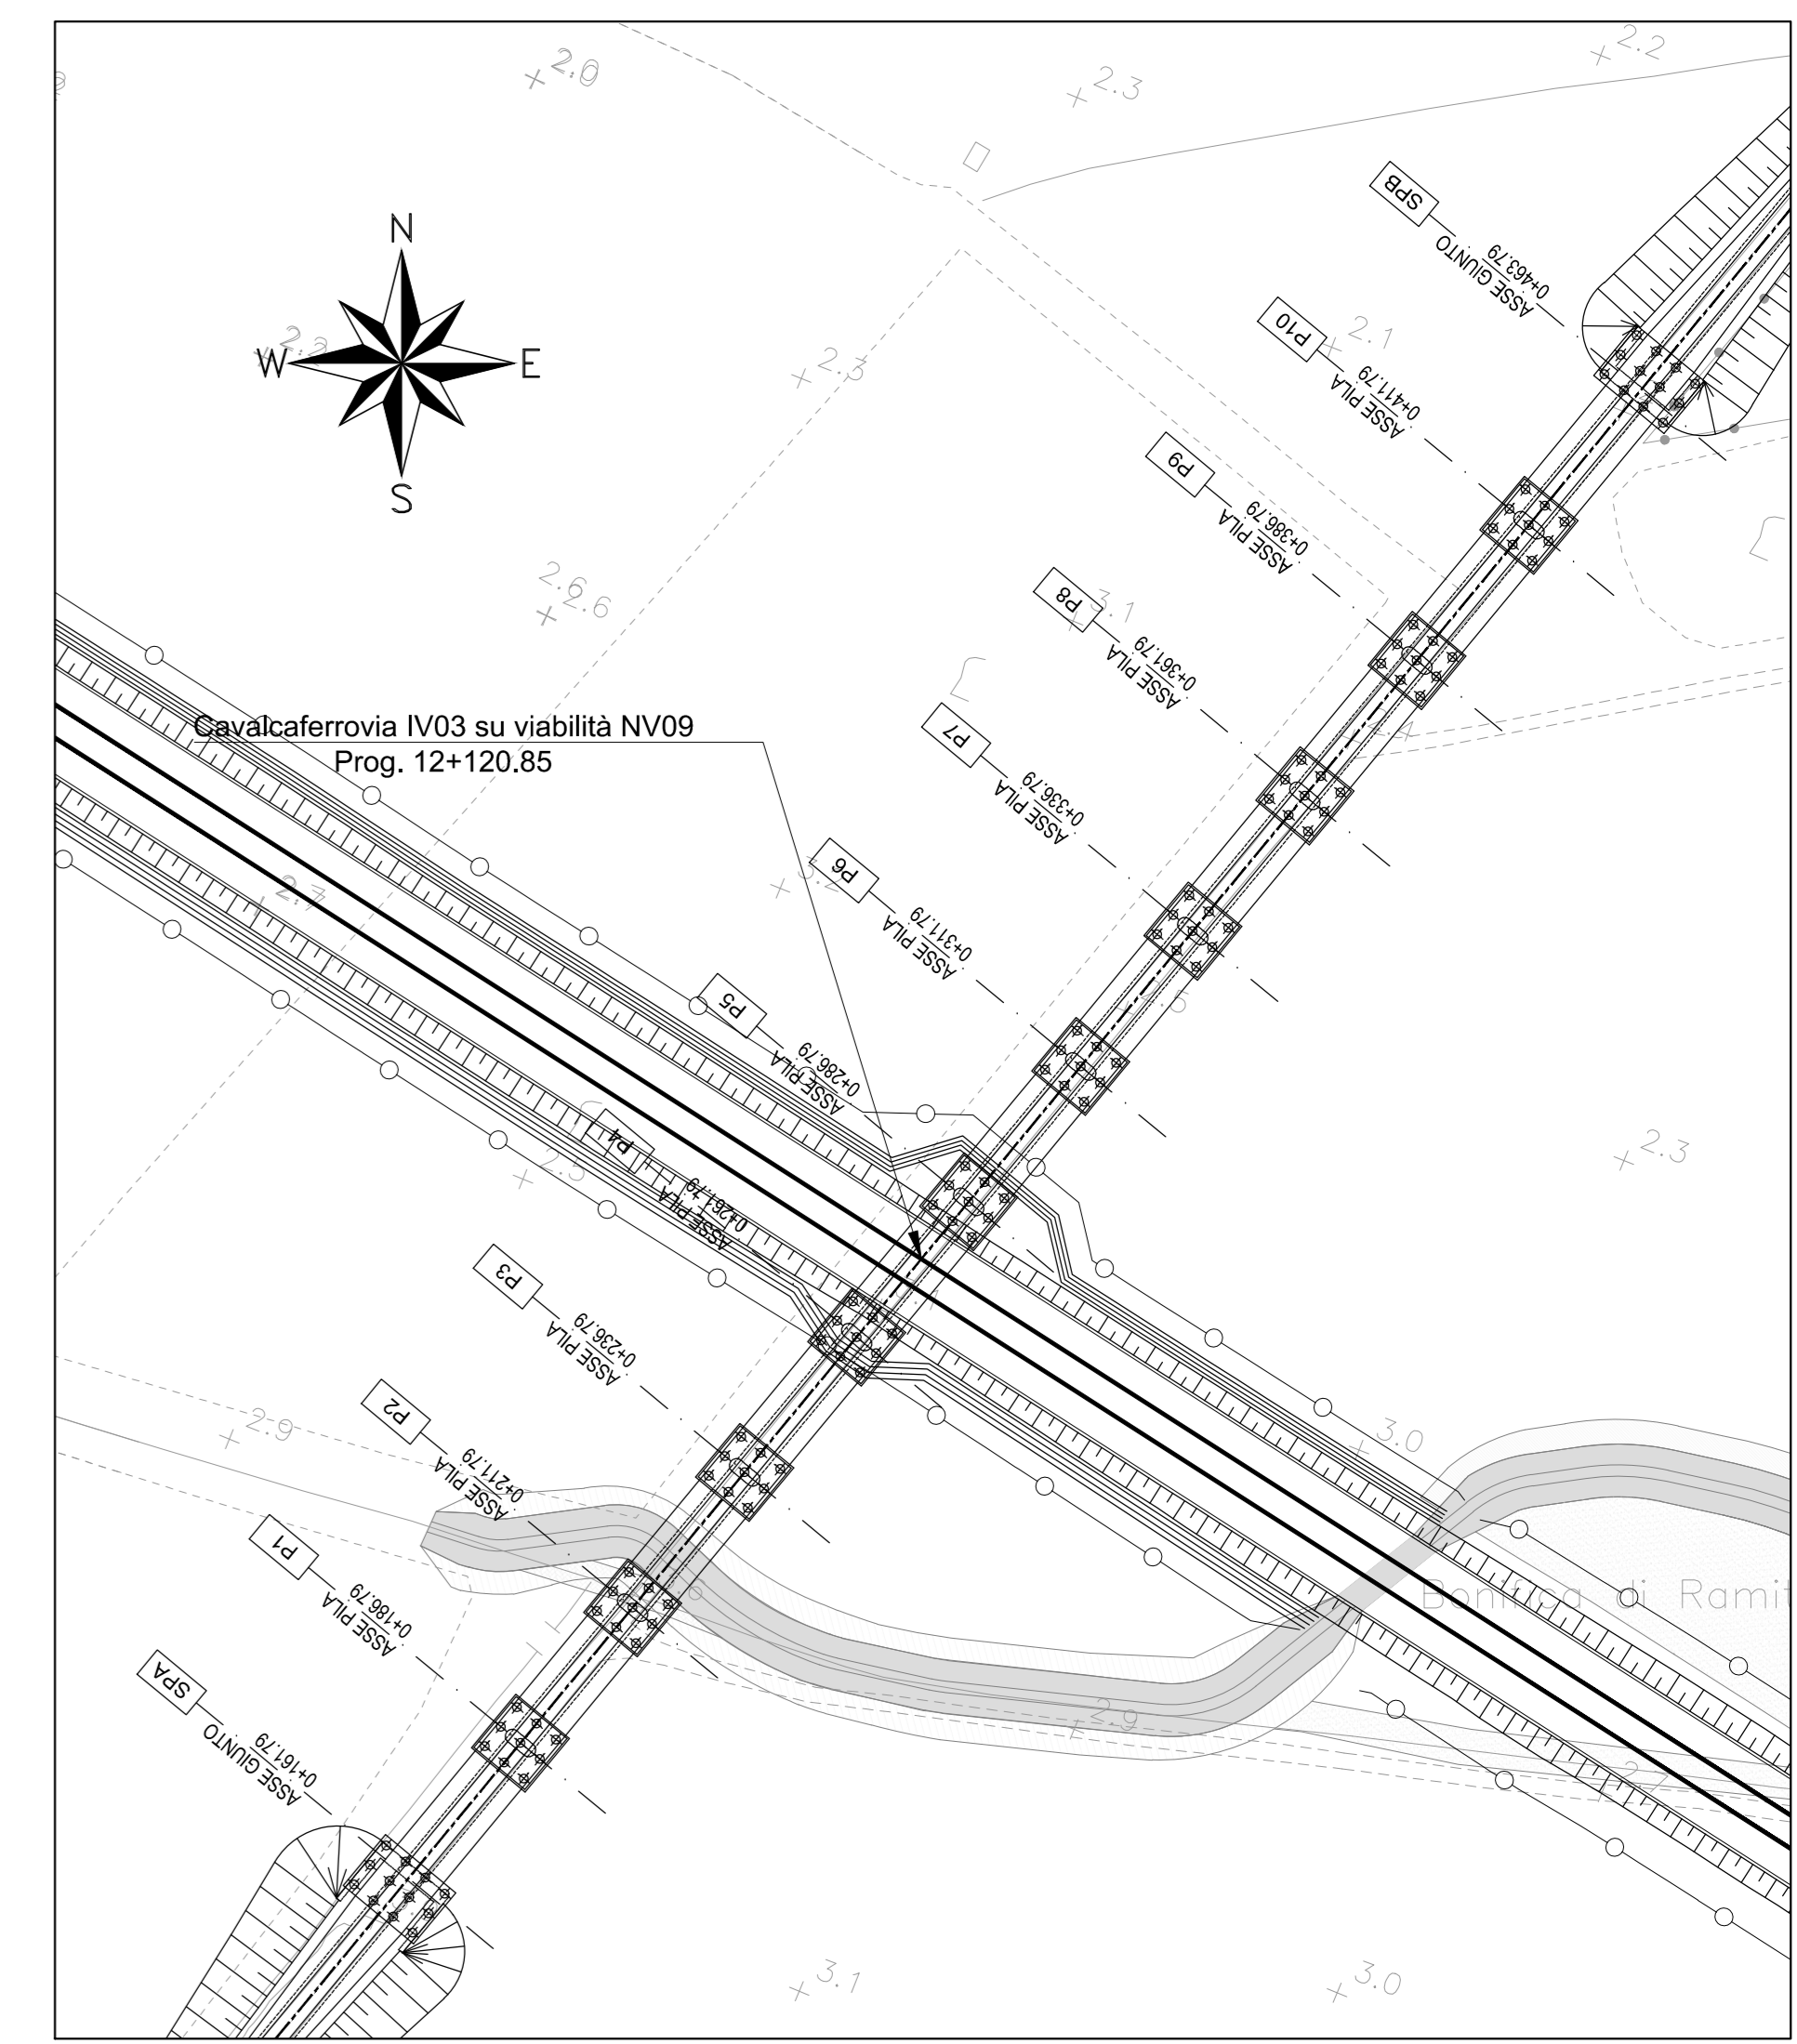 2.0
2.3
2.2
N
W
E
S
2.3
SPB
ASSE GIUNTO
0+463.79
P10
ASSE PILA
0+411.79
2.1
P9
ASSE PILA
0+386.79
2.6
2.6
P8
ASSE PILA
0+361.79
3.1
P7
ASSE PILA
0+336.79
Cavalcaferrovia IV03 su viabilità NV09
Prog. 12+120.85
2.4
P6
ASSE PILA
0+311.79
3.2
2.7
P5
ASSE PILA
0+286.79
P4
ASSE PILA
0+261.79
2.5
2.3
P3
ASSE PILA
0+236.79
P2
ASSE PILA
0+211.79
2.9
3.0
P1
ASSE PILA
0+186.79
Bonifica di Ramit
SPA
ASSE GIUNTO
0+161.79
2.9
3.1
3.0